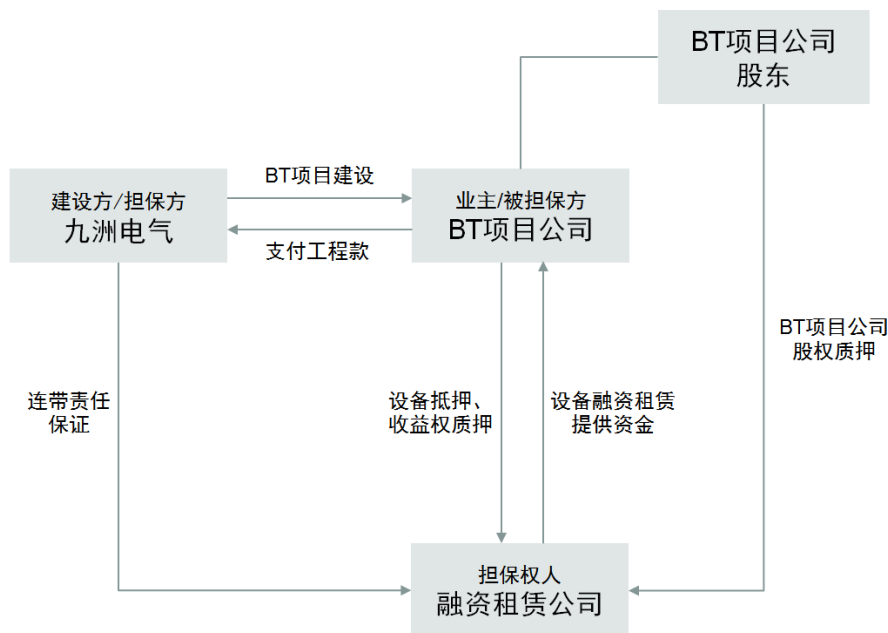 BT项目公司
股东
建设方/担保方
九洲电气
BT项目建设
支付工程款
业主/被担保方
BT项目公司
BT项目公司
股权质押
连带责任
保证
设备抵押、
收益权质押
设备融资租赁
提供资金
担保权人
融资租赁公司